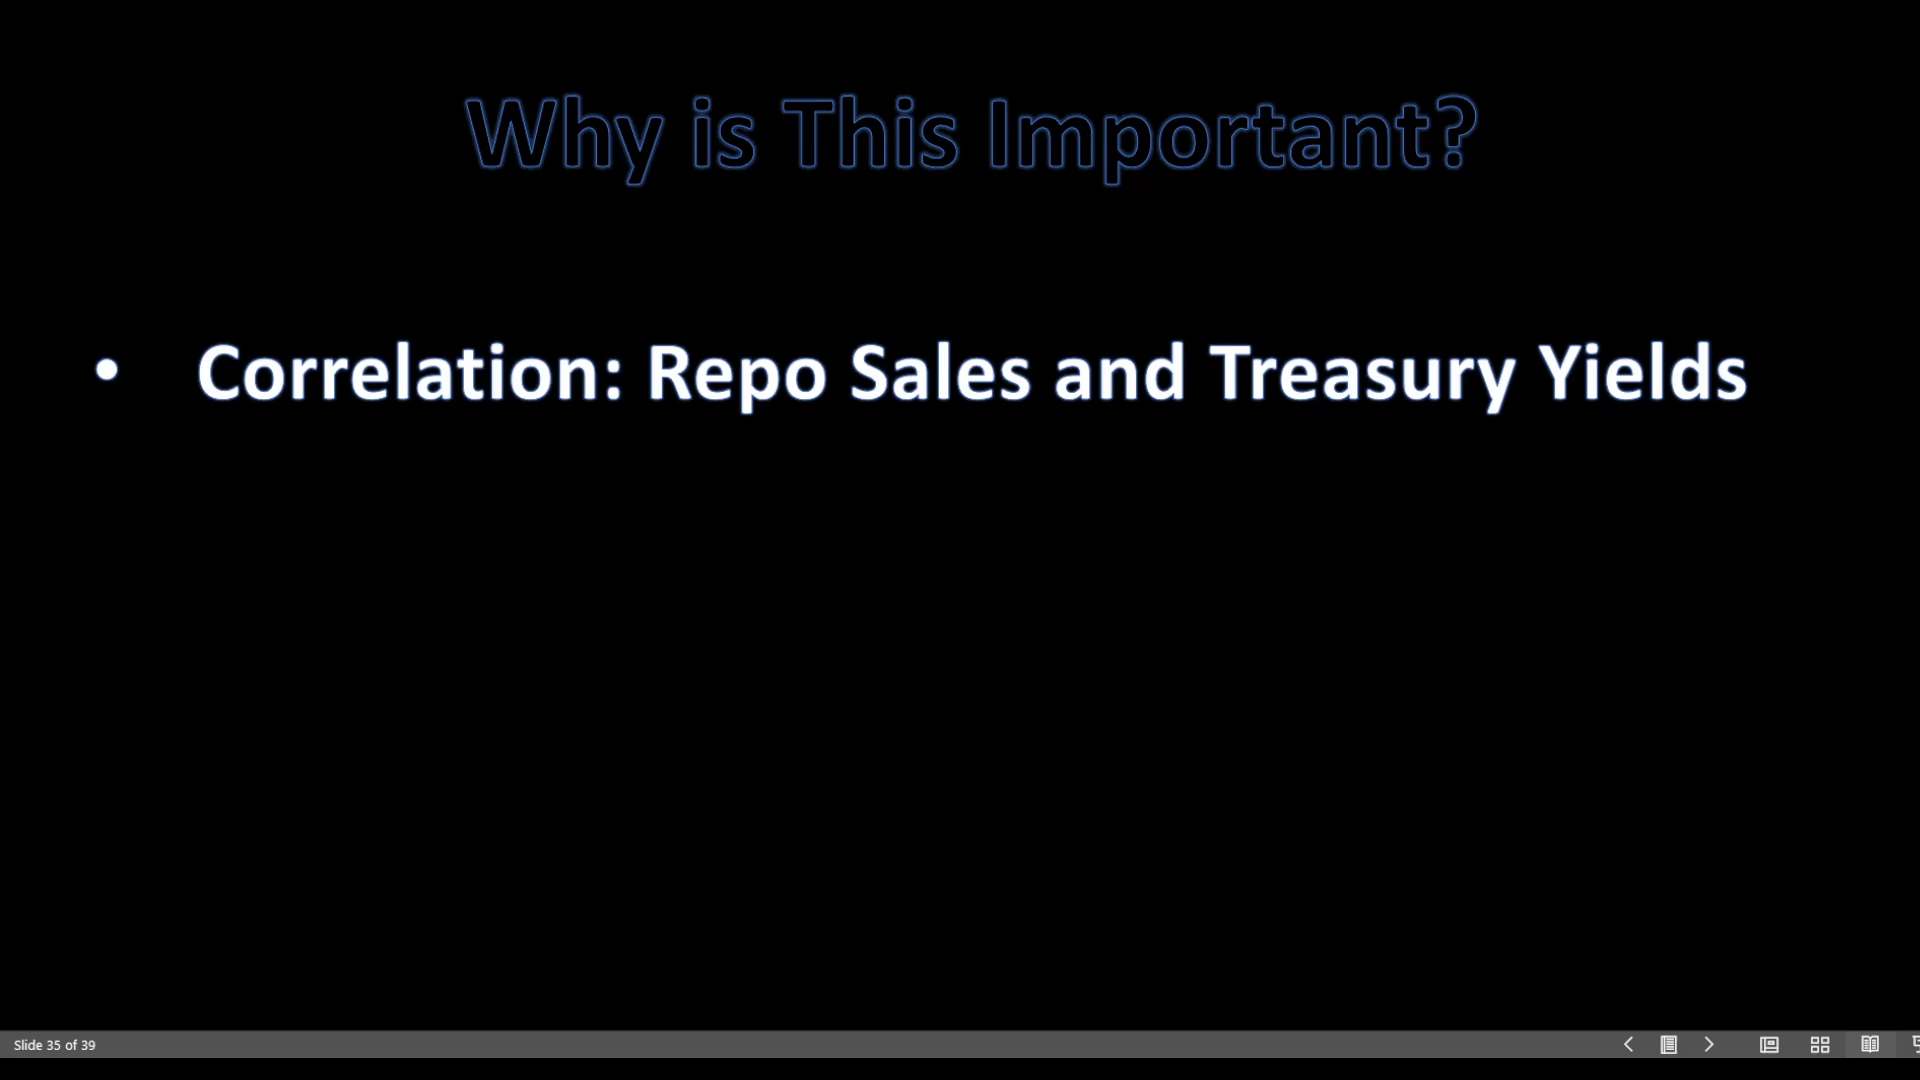 Why is This Important?
• Correlation: Repo Sales and Treasury Yields
Slide 35 of 39